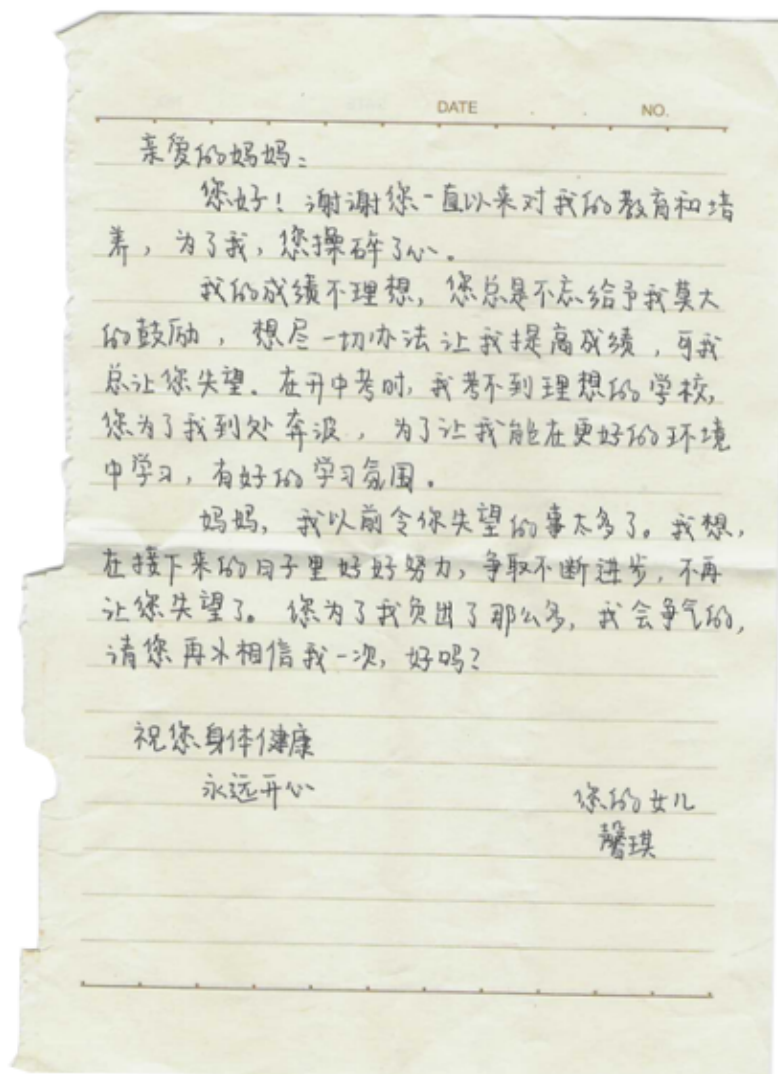 DATE . . NO.
亲爱的妈妈：
您好！谢谢您一直以来对我的教育和培
养，为了我，您操碎了心。
我的成绩不理想，您总是不忘给予我莫大
的鼓励，想尽一切办法让我提高成绩，可我
总让您失望。在升中考时，我考不到理想的学校，
您为了我到处奔波，为了让我能在更好的环境
中学习，有好的学习氛围。
妈妈，我以前令你失望的事太多了。我想，
在接下来的日子里好好努力，争取不断进步，不再
让您失望了。您为了我负出了那么多，我会争气的，
请您再相信我一次，好吗？
祝您身体健康
永远开心
您的女儿
馨琪